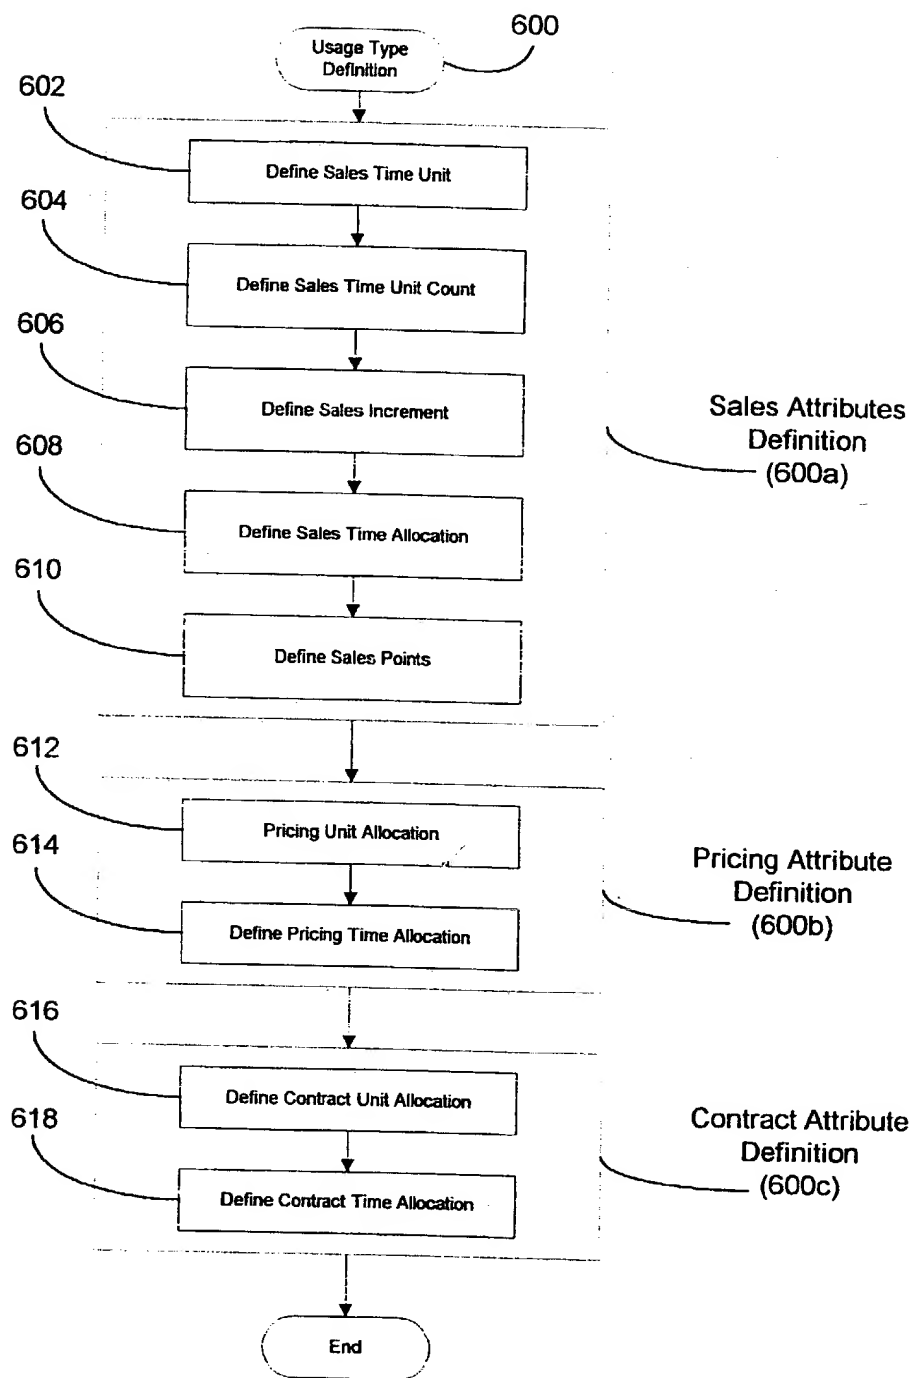 600
Usage Type
Definition
602
Define Sales Time Unit
604
Define Sales Time Unit Count
606
Define Sales Increment
Sales Attributes
Definition
(600a)
608
Define Sales Time Allocation
610
Define Sales Points
612
Pricing Unit Allocation
614
Define Pricing Time Allocation
Pricing Attribute
Definition
(600b)
616
Define Contract Unit Allocation
618
Define Contract Time Allocation
Contract Attribute
Definition
(600c)
End